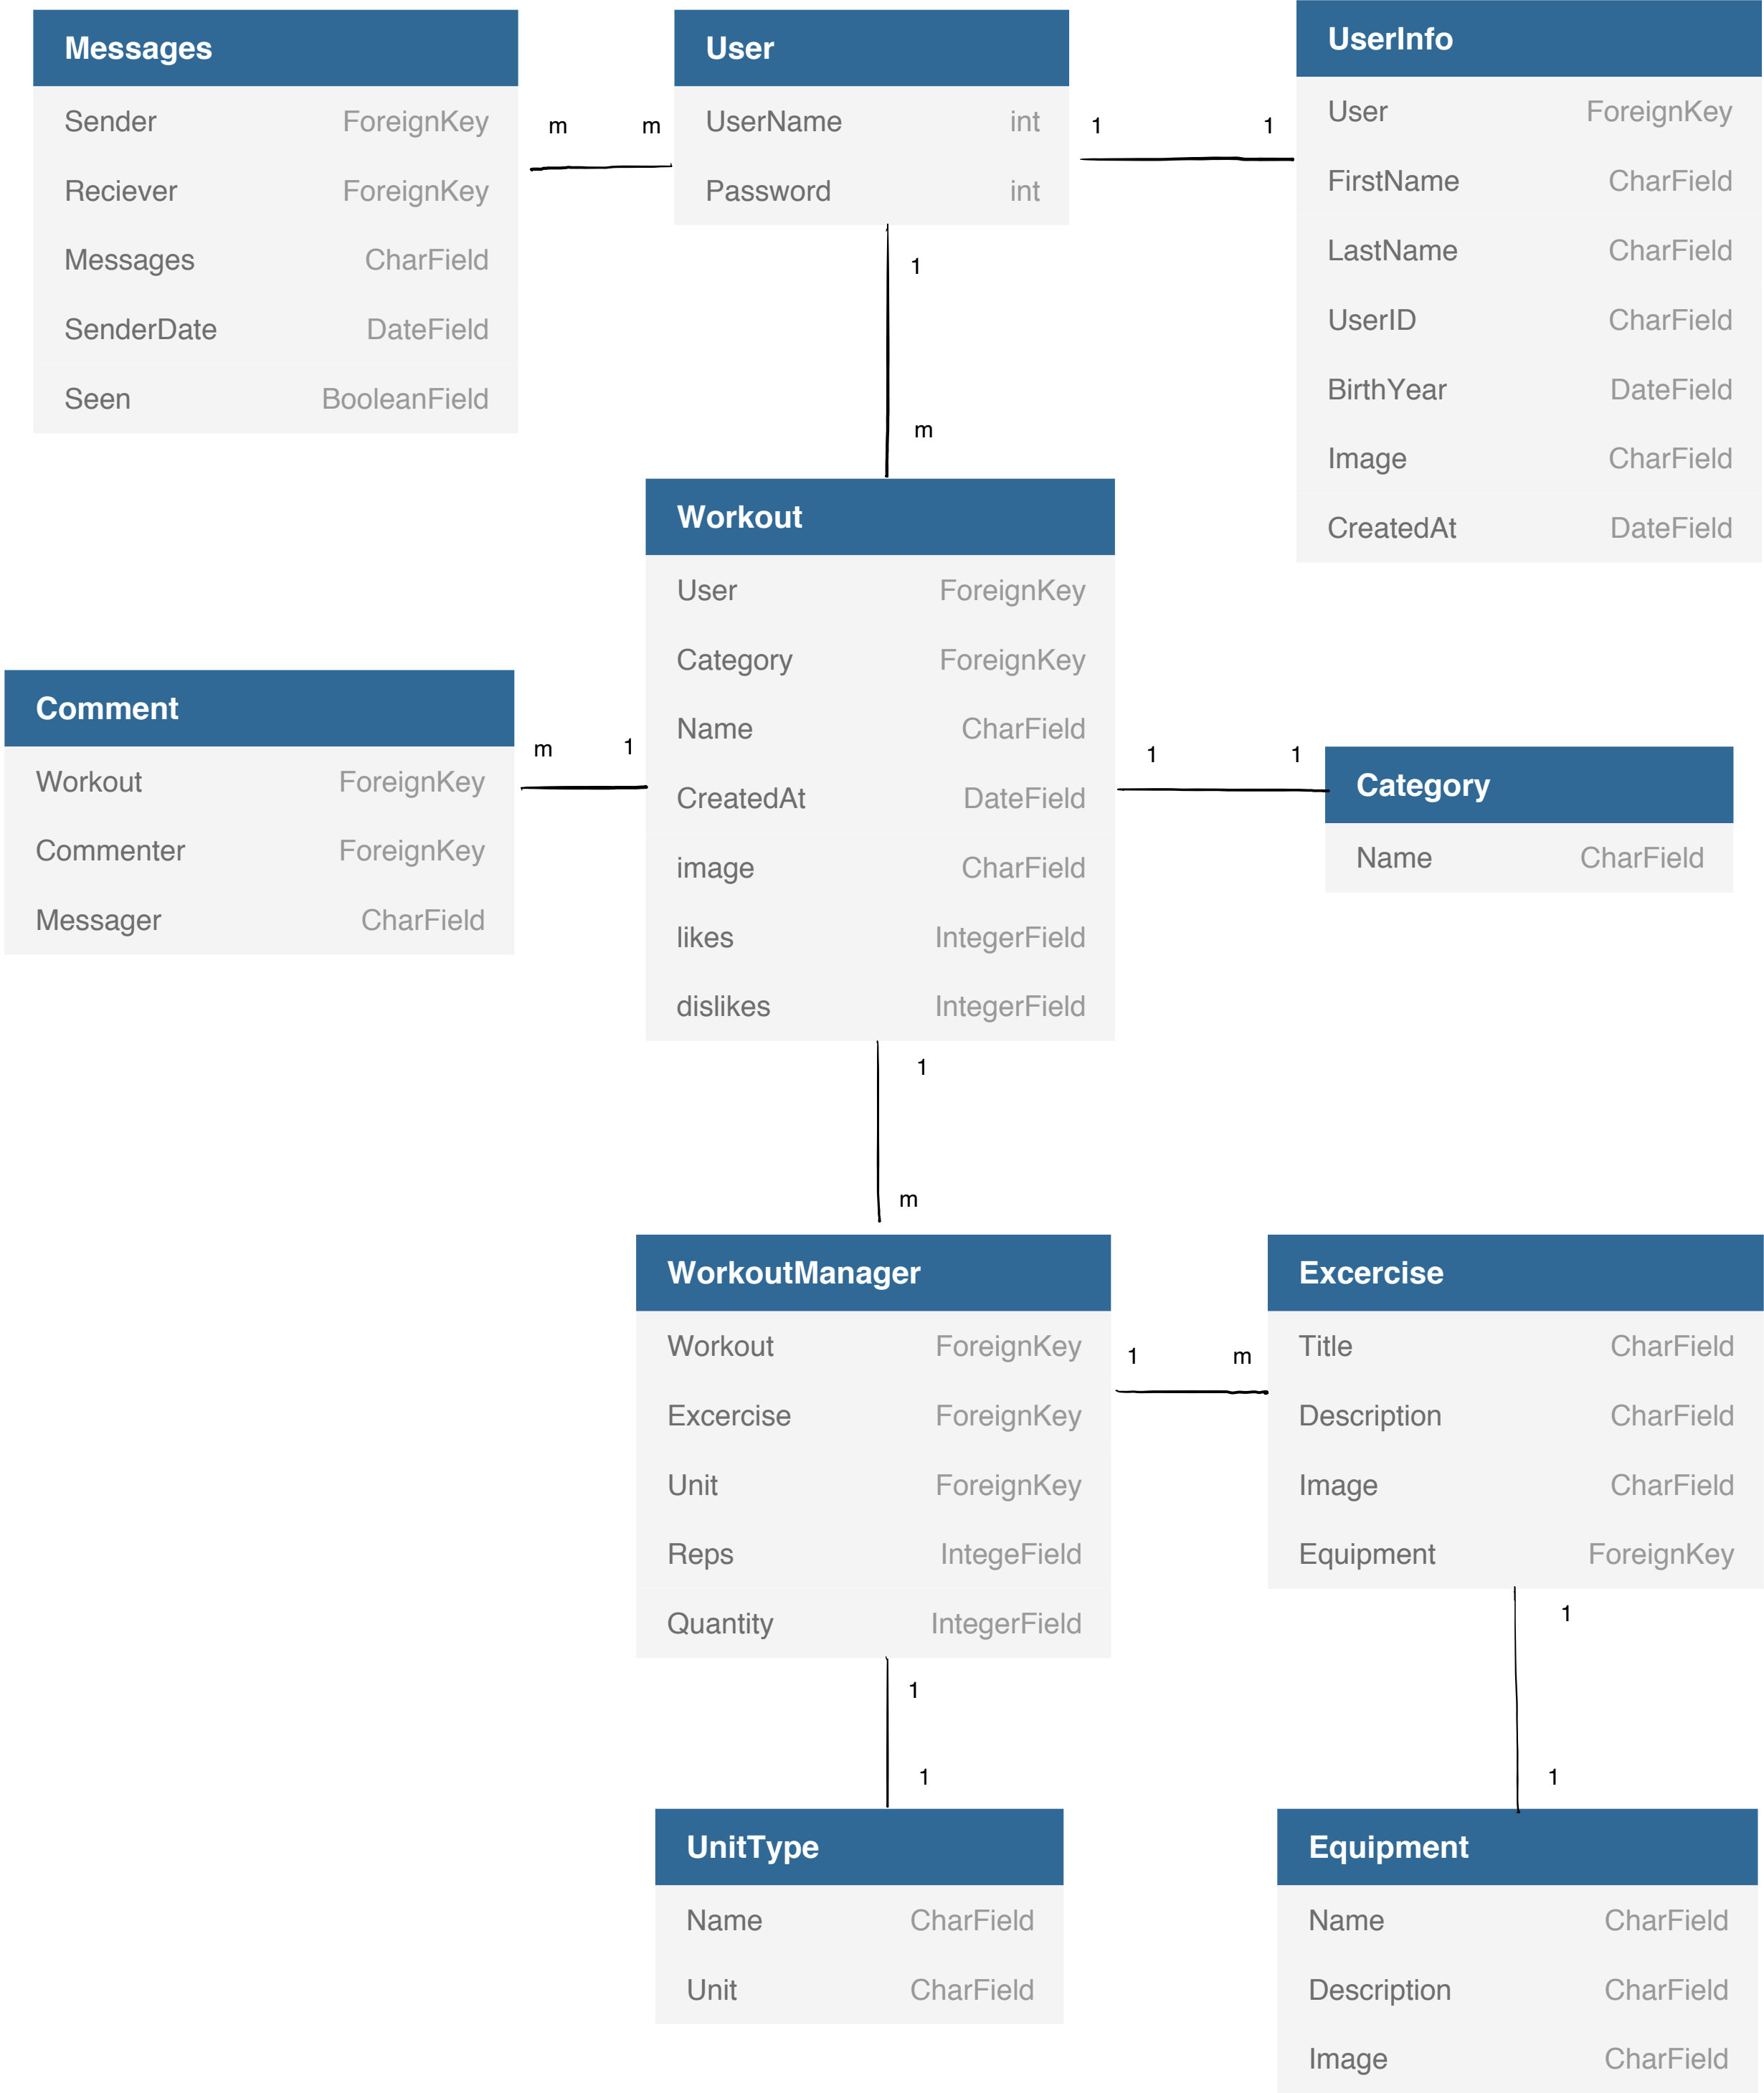 Messages
Sender ForeignKey
Reciever ForeignKey
Messages CharField
SenderDate DateField
Seen BooleanField
m m
User
UserName int
Password int
1 1
UserInfo
User ForeignKey
FirstName CharField
LastName CharField
UserID CharField
BirthYear DateField
Image CharField
CreatedAt DateField
1
m
Workout
User ForeignKey
Category ForeignKey
Name CharField
CreatedAt DateField
image CharField
likes IntegerField
dislikes IntegerField
Comment
Workout ForeignKey
Commenter ForeignKey
Messager CharField
m 1
1 1
Category
Name CharField
1
m
WorkoutManager
Workout ForeignKey
Excercise ForeignKey
Unit ForeignKey
Reps IntegeField
Quantity IntegerField
1 m
Excercise
Title CharField
Description CharField
Image CharField
Equipment ForeignKey
1
1
UnitType
Name CharField
Unit CharField
1
1
Equipment
Name CharField
Description CharField
Image CharField